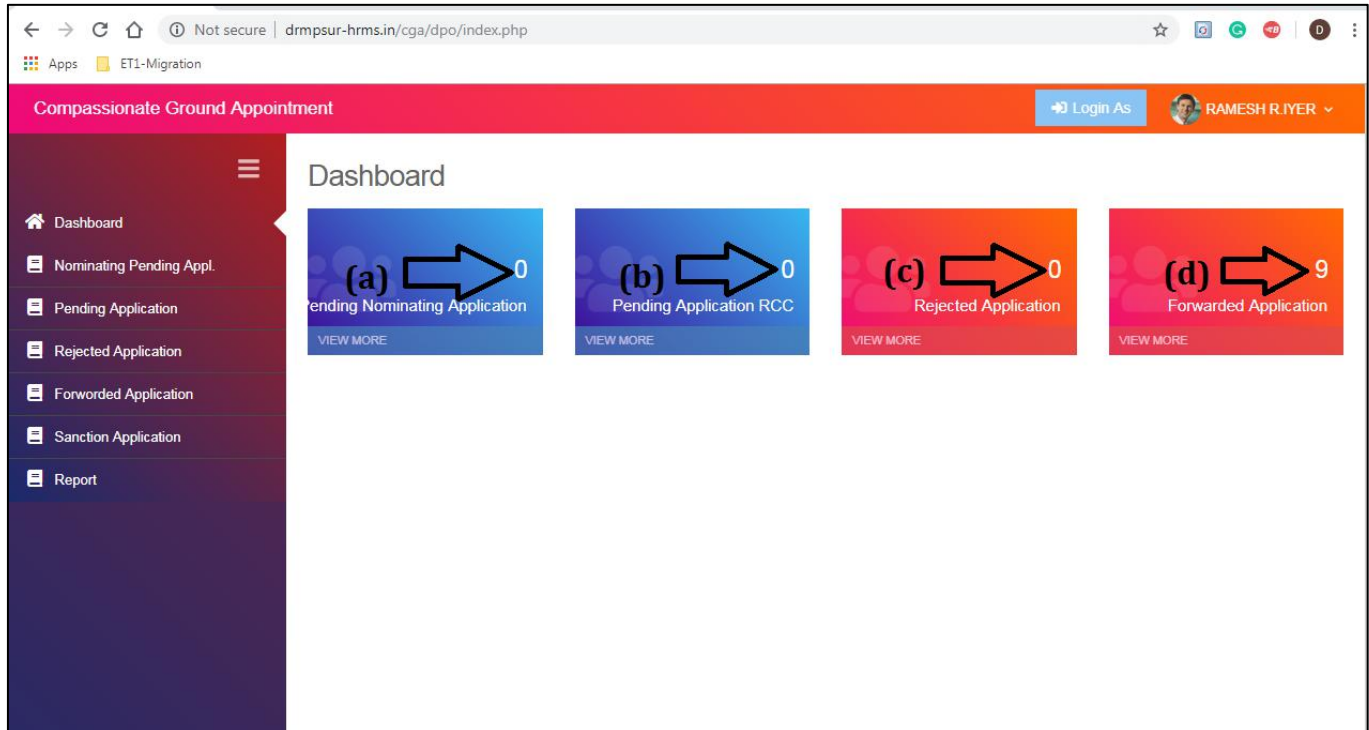 Not secure | drmpsur-hrms.in/cga/dpo/index.php
Apps ET1-Migration
Compassionate Ground Appointment
Login As
RAMESH R.IYER
Dashboard
Dashboard
Nominating Pending Appl.
Pending Application
Rejected Application
Forworded Application
Sanction Application
Report
(a) 0
Pending Nominating Application
VIEW MORE
(b) 0
Pending Application RCC
VIEW MORE
(c) 0
Rejected Application
VIEW MORE
(d) 9
Forwarded Application
VIEW MORE